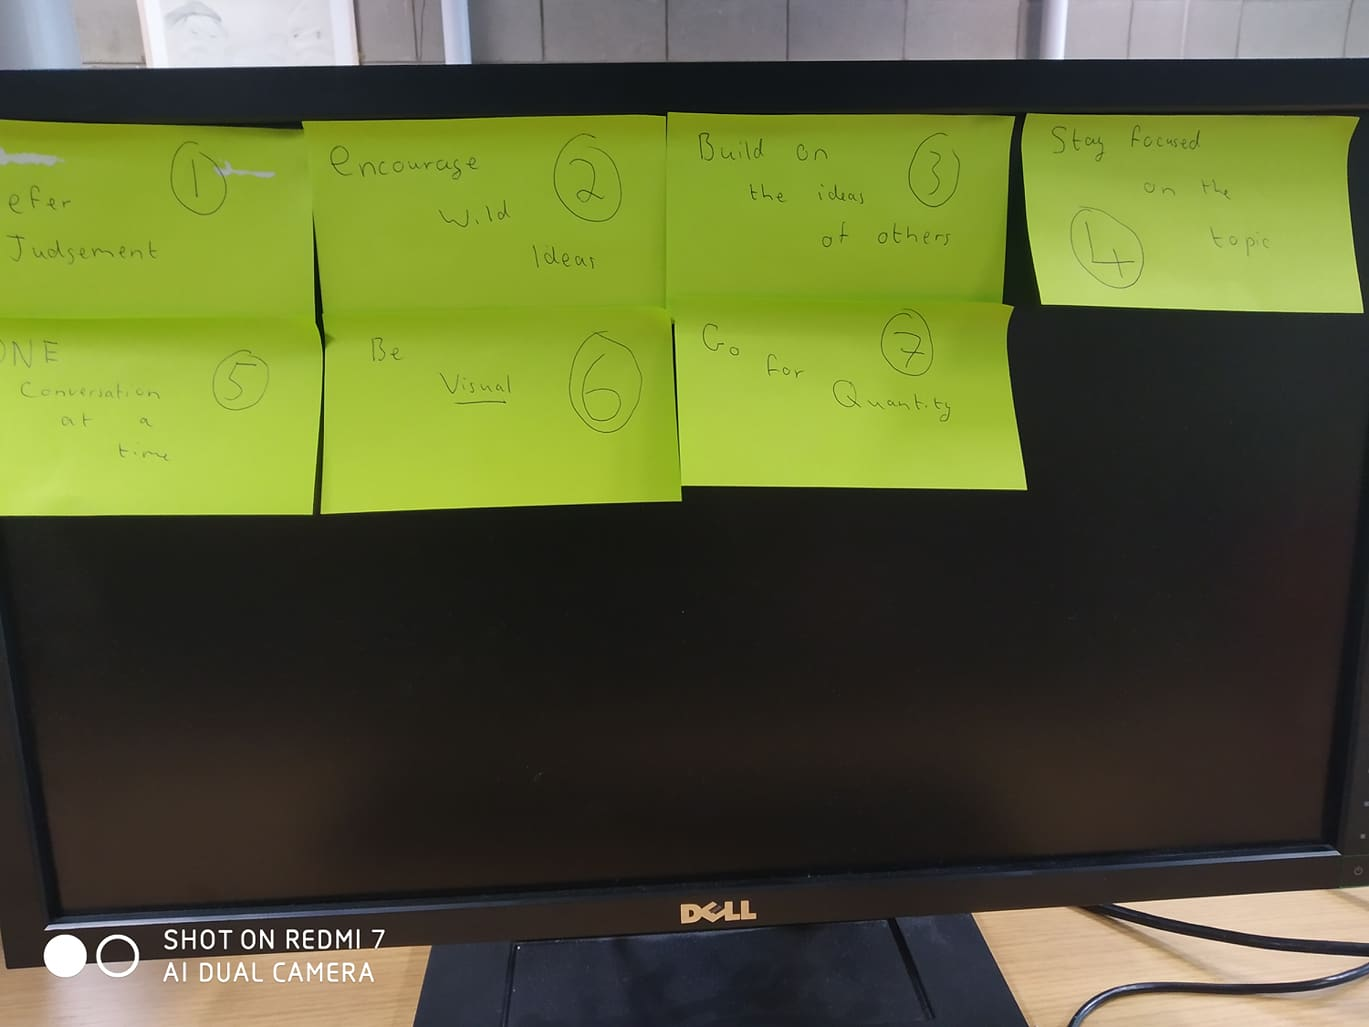 1
efer
Judgement
encourage
2
Wild
Ideas
Build on
3
the ideas
of others
Stay focused
on the
4
topic
ONE
5
Conversation
at a
time
Be
6
Visual
Go
7
for
Quantity
DELL
SHOT ON REDMI 7
AI DUAL CAMERA